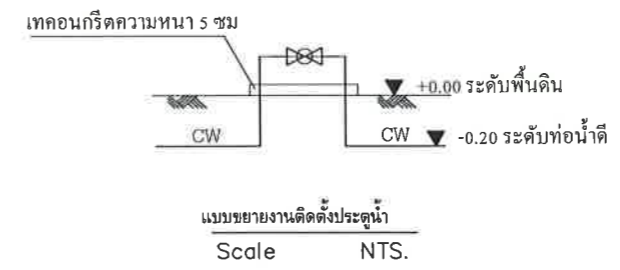 เทคอนกรีตความหนา 5 ซม
+0.00 ระดับพื้นดิน
CW
CW
-0.20 ระดับท่อน้ำดี
แบบขยายงานติดตั้งประตูน้ำ
Scale NTS.